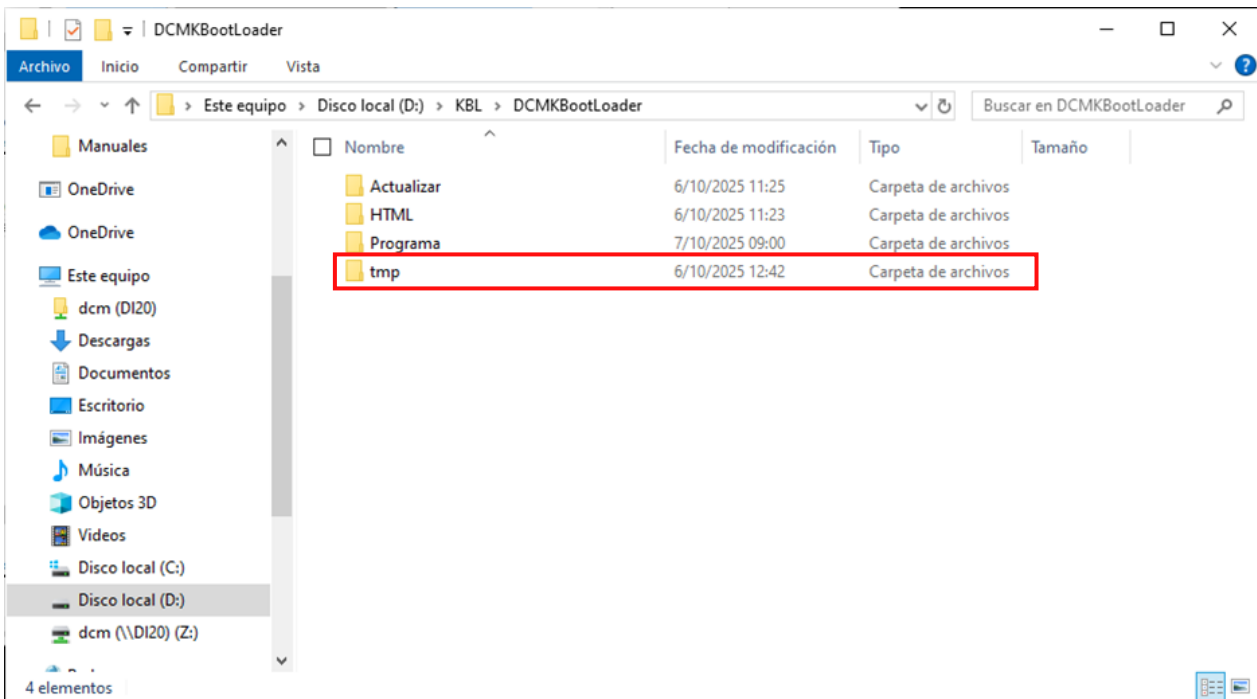 DCMKBootLoader
Archivo Inicio Compartir Vista
Este equipo > Disco local (D:) > KBL > DCMKBootLoader Buscar en DCMKBootLoader
Manuales
OneDrive
OneDrive
Este equipo
dcm (DI20)
Descargas
Documentos
Escritorio
Imágenes
Música
Objetos 3D
Videos
Disco local (C:)
Disco local (D:)
dcm (\\DI20) (Z:)
Nombre Fecha de modificación Tipo Tamaño
Actualizar 6/10/2025 11:25 Carpeta de archivos
HTML 6/10/2025 11:23 Carpeta de archivos
Programa 7/10/2025 09:00 Carpeta de archivos
tmp 6/10/2025 12:42 Carpeta de archivos
4 elementos